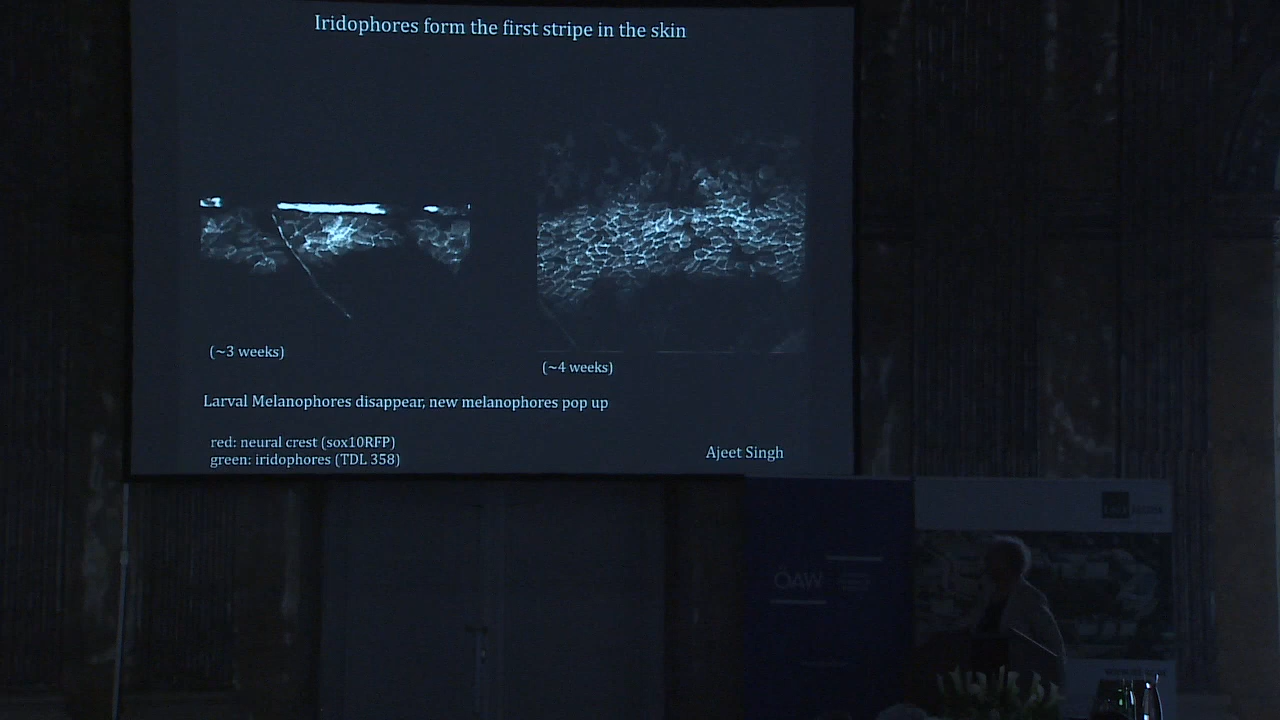 Iridophores form the first stripe in the skin
(~3 weeks)
(~4 weeks)
Larval Melanophores disappear, new melanophores pop up
red: neural crest (sox10RFP)
green: iridophores (TDL 358)
Ajeet Singh
ÖAW